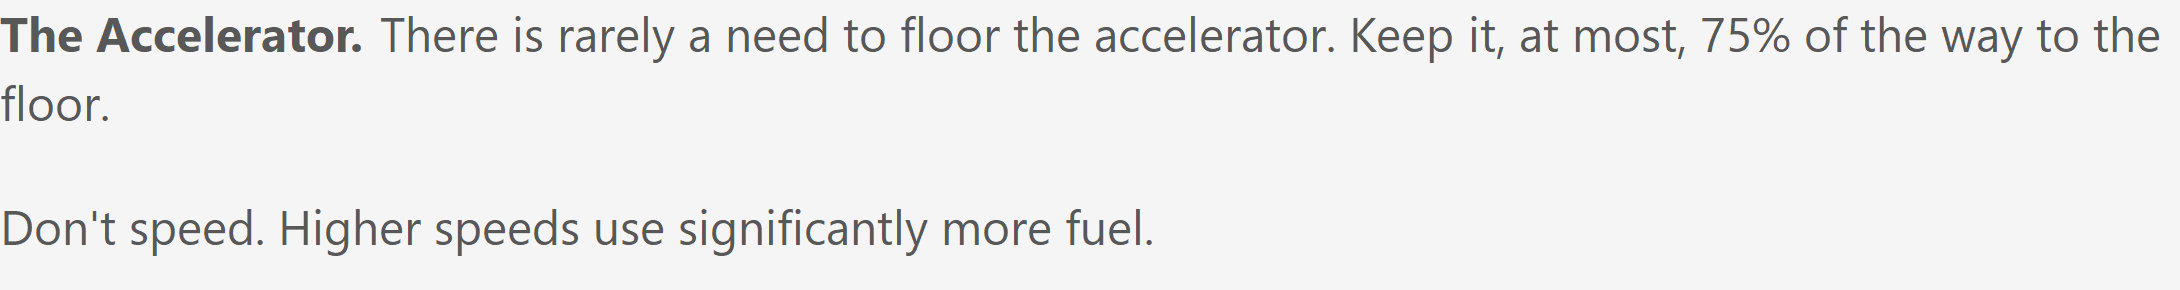 The Accelerator. There is rarely a need to floor the accelerator. Keep it, at most, 75% of the way to the
floor.
Don't speed. Higher speeds use significantly more fuel.